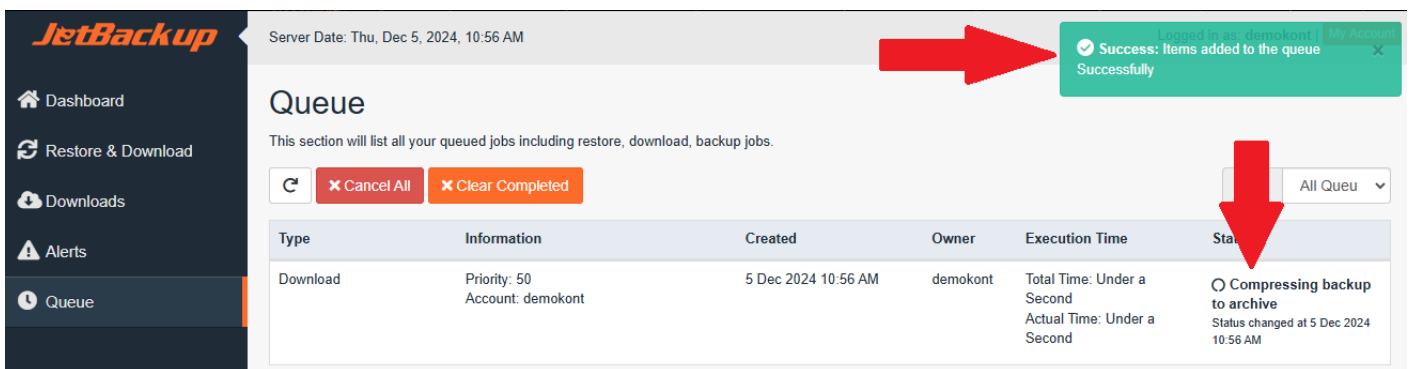 JetBackup
Server Date: Thu, Dec 5, 2024, 10:56 AM
Logged in as: demokont | My Account
Success: Items added to the queue
Successfully
Dashboard
Restore & Download
Downloads
Alerts
Queue
Queue
This section will list all your queued jobs including restore, download, backup jobs.
Cancel All
Clear Completed
All Queu
Type Information Created Owner Execution Time
Download Priority: 50 5 Dec 2024 10:56 AM demokont Total Time: Under a
Account: demokont Second
Actual Time: Under a
Second
Compressing backup
to archive
Status changed at 5 Dec 2024
10:56 AM